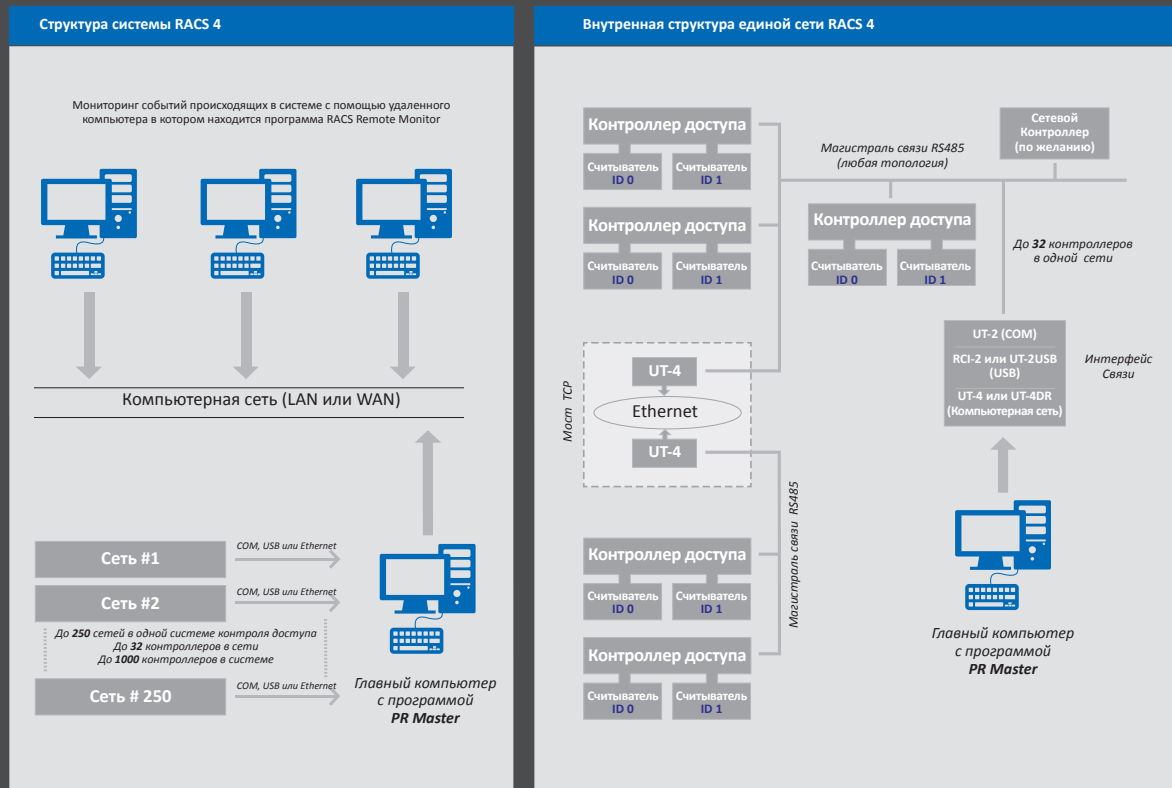 Структура системы RACS 4
Мониторинг событий происходящих в системе с помощью удаленного
компьютера в котором находится программа RACS Remote Monitor
Компьютерная сеть (LAN или WAN)
Сеть #1
COM, USB или Ethernet
Сеть #2
COM, USB или Ethernet
До 250 сетей в одной системе контроля доступа
До 32 контроллеров в сети
До 1000 контроллеров в системе
Сеть # 250
COM, USB или Ethernet
Главный компьютер
с программой
PR Master
Внутренная структура единой сети RACS 4
Контроллер доступа
Считыватель
ID 0
Считыватель
ID 1
Магистраль связи RS485
(любая топология)
Сетевой
Контроллер
(по желанию)
Контроллер доступа
Считыватель
ID 0
Считыватель
ID 1
Контроллер доступа
Считыватель
ID 0
Считыватель
ID 1
До 32 контроллеров
в одной сети
Мост TCP
UT-4
Ethernet
UT-4
UT-2 (COM)
RCI-2 или UT-2USB
(USB)
UT-4 или UT-4DR
(Компьютерная сеть)
Интерфейс
Связи
Магистраль связи RS485
Контроллер доступа
Считыватель
ID 0
Считыватель
ID 1
Контроллер доступа
Считыватель
ID 0
Считыватель
ID 1
Главный компьютер
с программой
PR Master